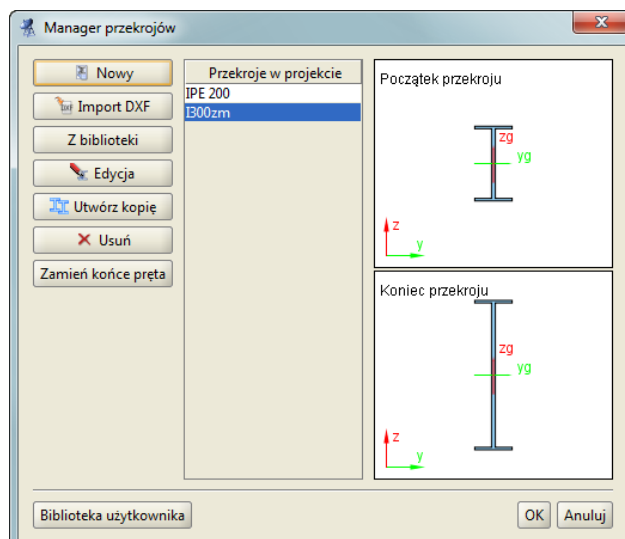 Manager przekrojów
Nowy
Import DXF
Z biblioteki
Edycja
Utwórz kopię
Usuń
Zamień końce pręta
Przekroje w projekcie
IPE 200
I300zm
Początek przekroju
zg
yg
z
y
Koniec przekroju
zg
yg
z
y
Biblioteka użytkownika
OK
Anuluj